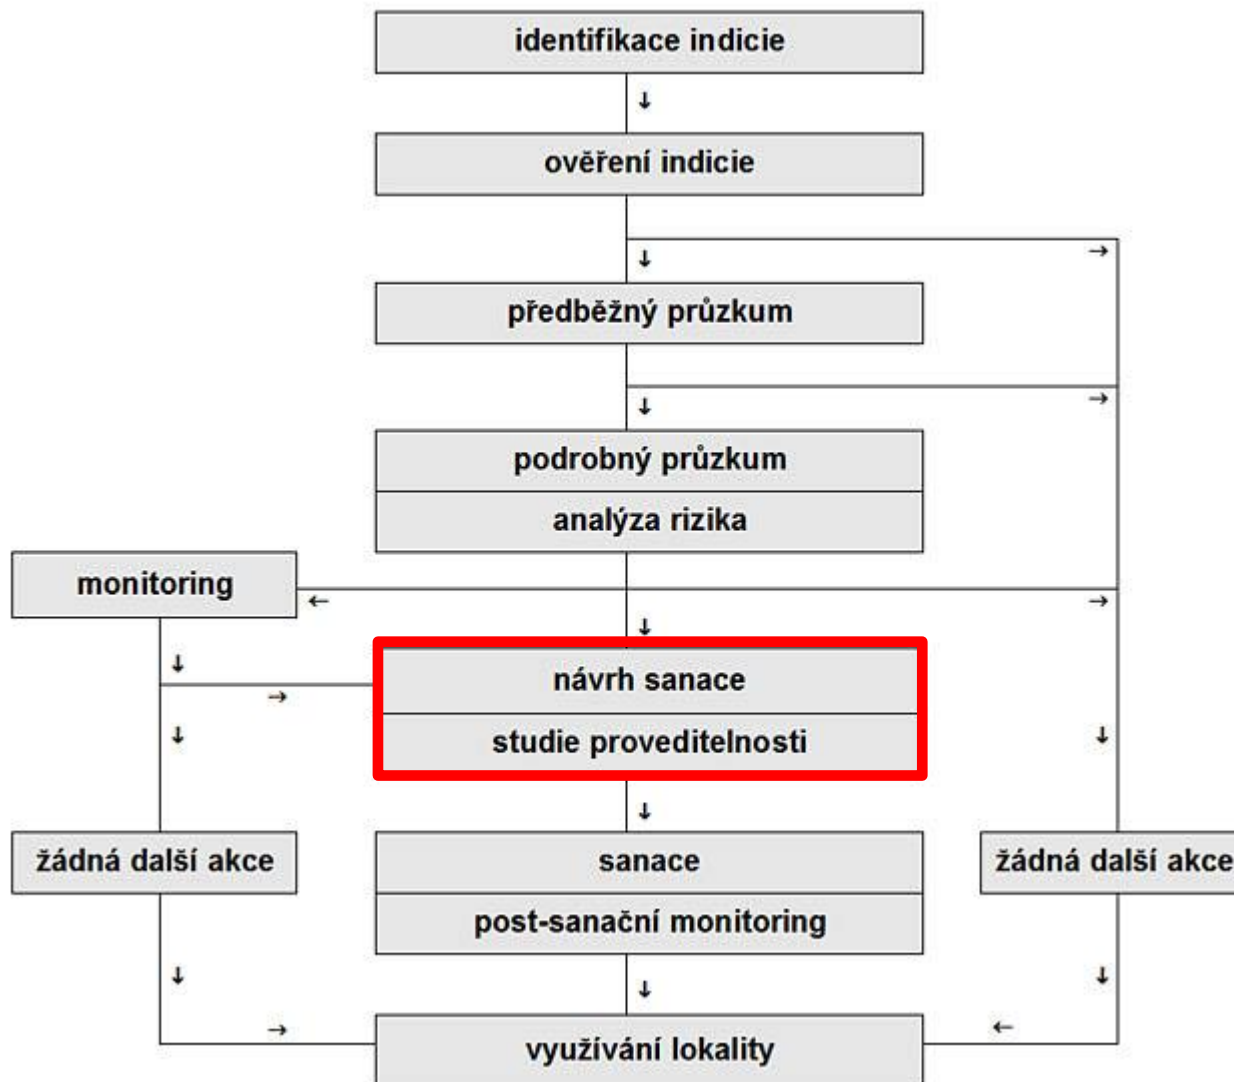 identifikace indicie
ověření indicie
předběžný průzkum
podrobný průzkum
analýza rizika
monitoring
návrh sanace
studie proveditelnosti
žádná další akce
sanace
žádná další akce
post-sanační monitoring
využívání lokality